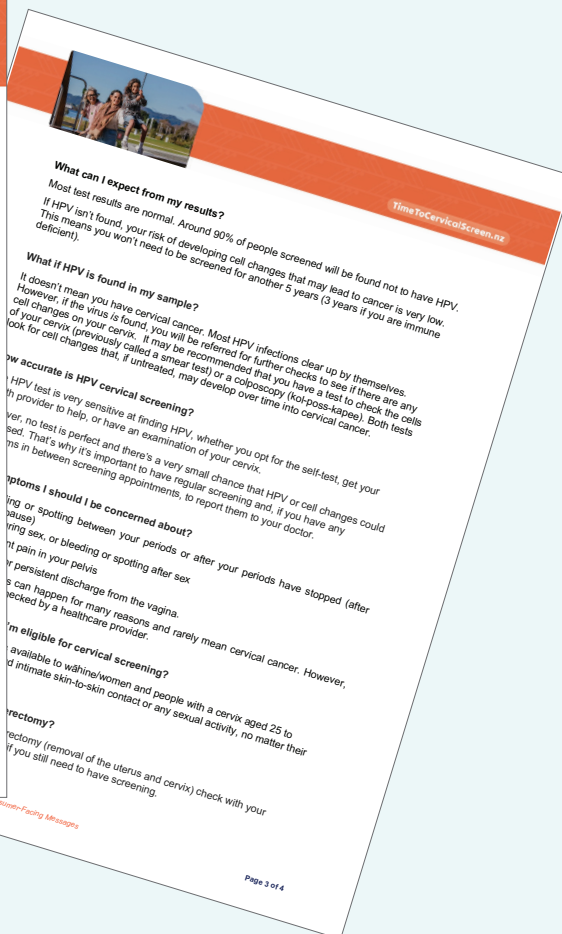 TimeToCervicalScreen.nz
What can I expect from my results?
Most test results are normal. Around 90% of people screened will be found not to have HPV.
If HPV isn't found, your risk of developing cell changes that may lead to cancer is very low.
This means you won't need to be screened for another 5 years (3 years if you are immune
deficient).
What if HPV is found in my sample?
It doesn't mean you have cervical cancer. Most HPV infections clear up by themselves.
However, if the virus is found, you will be referred for further checks to see if there are any
cell changes on your cervix. It may be recommended that you have a test to check the cells
of your cervix (previously called a smear test) or a colposcopy (kol-poss-kapee). Both tests
look for cell changes that, if untreated, may develop over time into cervical cancer.
ow accurate is HPV cervical screening?
HPV test is very sensitive at finding HPV, whether you opt for the self-test, get your
th provider to help, or have an examination of your cervix.
ver, no test is perfect and there's a very small chance that HPV or cell changes could
sed. That's why it's important to have regular screening and, if you have any
ms in between screening appointments, to report them to your doctor.
mptoms I should I be concerned about?
ing or spotting between your periods or after your periods have stopped (after
pause)
uring sex, or bleeding or spotting after sex
nt pain in your pelvis
or persistent discharge from the vagina.
s can happen for many reasons and rarely mean cervical cancer. However,
hecked by a healthcare provider.
'm eligible for cervical screening?
available to wāhine/women and people with a cervix aged 25 to
d intimate skin-to-skin contact or any sexual activity, no matter their
erectomy?
rectomy (removal of the uterus and cervix) check with your
if you still need to have screening.
sumer-Facing Messages
Page 3 of 4